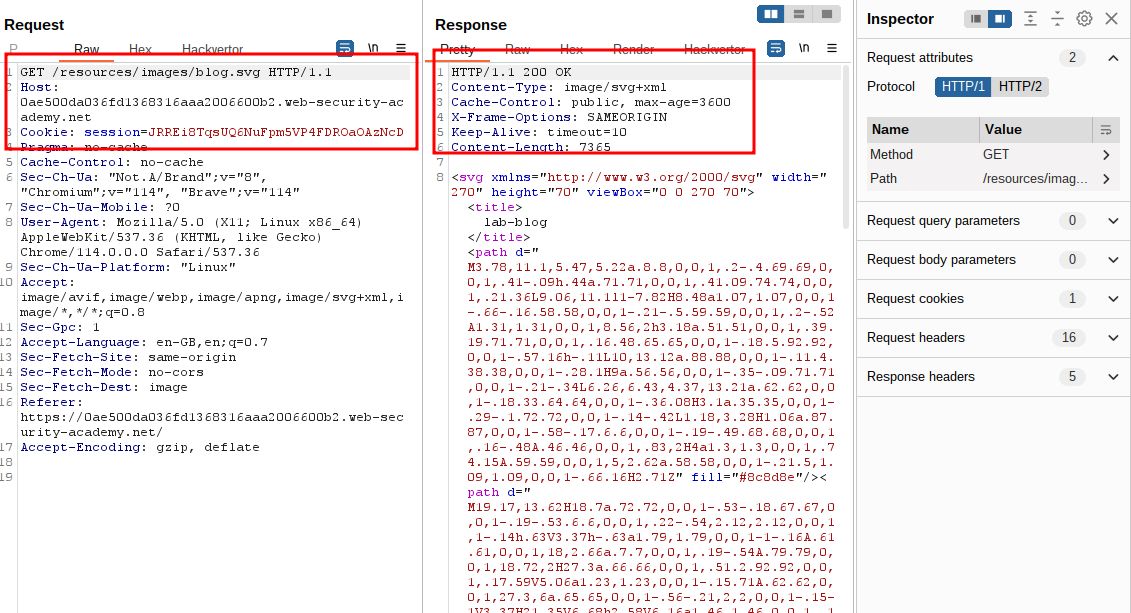 Request
P Raw Hex Hackvertor
\n
1 GET /resources/images/blog.svg HTTP/1.1
2 Host:
0ae500da036fd1368316aaa2006600b2.web-security-ac
ademy.net
3 Cookie: session=JRREi8TqsUQ6NuFpm5VP4FDROaOAzNcD
4 Pragma: no-cache
5 Cache-Control: no-cache
6 Sec-Ch-Ua: "Not.A/Brand";v="8",
"Chromium";v="114", "Brave";v="114"
7 Sec-Ch-Ua-Mobile: ?0
8 User-Agent: Mozilla/5.0 (X11; Linux x86_64)
AppleWebKit/537.36 (KHTML, like Gecko)
Chrome/114.0.0.0 Safari/537.36
9 Sec-Ch-Ua-Platform: "Linux"
10 Accept:
image/avif,image/webp,image/apng,image/svg+xml,i
mage/*,*/*;q=0.8
11 Sec-Gpc: 1
12 Accept-Language: en-GB,en;q=0.7
13 Sec-Fetch-Site: same-origin
14 Sec-Fetch-Mode: no-cors
15 Sec-Fetch-Dest: image
16 Referer:
https://0ae500da036fd1368316aaa2006600b2.web-sec
urity-academy.net/
17 Accept-Encoding: gzip, deflate
18
19
Response
Pretty Raw Hex Render Hackvertor
\n
1 HTTP/1.1 200 OK
2 Content-Type: image/svg+xml
3 Cache-Control: public, max-age=3600
4 X-Frame-Options: SAMEORIGIN
5 Keep-Alive: timeout=10
6 Content-Length: 7365
7
8 <svg xmlns="http://www.w3.org/2000/svg" width="
270" height="70" viewBox="0 0 270 70">
<title>
lab-blog
</title>
<path d="
M3.78,11.1,5.47,5.22a.8.8,0,0,1,.2-.4.69.69,0,
0,1,.41-.09h.44a.71.71,0,0,1,.41.09.74.74,0,0,
1,.21.36L9.06,11.111-7.82H8.48a1.07,1.07,0,0,1
-.66-.16.58.58,0,0,1-.21-.5.59.59,0,0,1,.2-.52
A1.31,1.31,0,0,1,8.56,2h3.18a.51.51,0,0,1,.39.
19.71.71,0,0,1,.16.48.65.65,0,0,1-.18.5.92.92,
0,0,1-.57.16h-.11L10,13.12a.88.88,0,0,1-.11.4.
38.38,0,0,1-.28.1H9a.56.56,0,0,1-.35-.09.71.71
,0,0,1-.21-.34L6.26,6.43,4.37,13.21a.62.62,0,0
,1-.18.33.64.64,0,0,1-.36.08H3.1a.35.35,0,0,1-
.29-.1.72.72,0,0,1-.14-.42L1.18,3.28H1.06a.87.
87,0,0,1-.58-.17.6.6,0,0,1-.19-.49.68.68,0,0,1
,.16-.48A.46.46,0,0,1,.83,2H4a1.3,1.3,0,0,1,.7
4.15A.59.59,0,0,1,5,2.62a.58.58,0,0,1-.21.5,1.
09,1.09,0,0,1-.66.16H2.71Z" fill="#8c8d8e"/><
path d="
M19.17,13.62H18.7a.72.72,0,0,1-.53-.18.67.67,0
,0,1-.19-.53.6.6,0,0,1,.22-.54,2.12,2.12,0,0,1
,.1-.14h.63V3.37h-.63a1.79,1.79,0,0,1-1-.16A.61
.61,0,0,1,18,2.66a.7.7,0,0,1,.19-.54A.79.79,0,
0,1,18.72,2H27.3a.66.66,0,0,1,.51.2.92.92,0,0,
1,.17.59V5.06a1.23,1.23,0,0,1-.15.71A.62.62,0,
0,1,27.3,6a.65.65,0,0,1-.56-.21,2,2,0,0,1-.15-
1V3.37H21.35V6.68h2.58V6.16a1.46,1.46,0,0,1,.1
Inspector
Request attributes 2
Protocol HTTP/1 HTTP/2
Name Value
Method GET
Path /resources/imag...
Request query parameters 0
Request body parameters 0
Request cookies 1
Request headers 16
Response headers 5